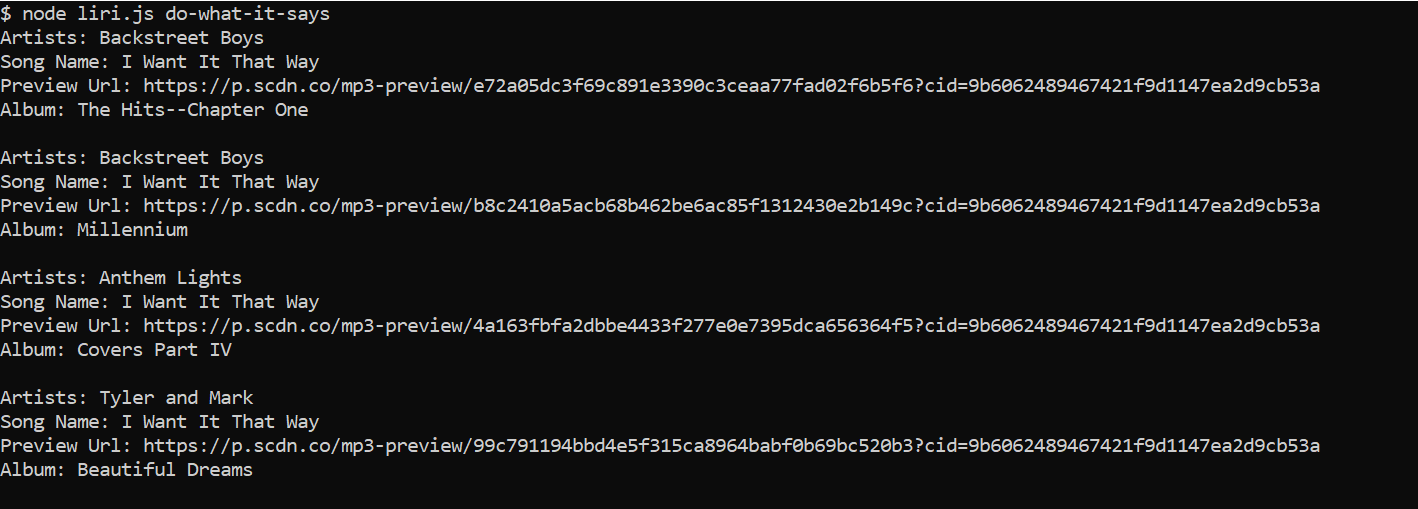 $ node liri.js do-what-it-says
Artists: Backstreet Boys
Song Name: I Want It That Way
Preview Url: https://p.scdn.co/mp3-preview/e72a05dc3f69c891e3390c3ceaa77fad02f6b5f6?cid=9b6062489467421f9d1147ea2d9cb53a
Album: The Hits--Chapter One

Artists: Backstreet Boys
Song Name: I Want It That Way
Preview Url: https://p.scdn.co/mp3-preview/b8c2410a5acb68b462be6ac85f1312430e2b149c?cid=9b6062489467421f9d1147ea2d9cb53a
Album: Millennium

Artists: Anthem Lights
Song Name: I Want It That Way
Preview Url: https://p.scdn.co/mp3-preview/4a163fbfa2dbbe4433f277e0e7395dca656364f5?cid=9b6062489467421f9d1147ea2d9cb53a
Album: Covers Part IV

Artists: Tyler and Mark
Song Name: I Want It That Way
Preview Url: https://p.scdn.co/mp3-preview/99c791194bbd4e5f315ca8964babf0b69bc520b3?cid=9b6062489467421f9d1147ea2d9cb53a
Album: Beautiful Dreams